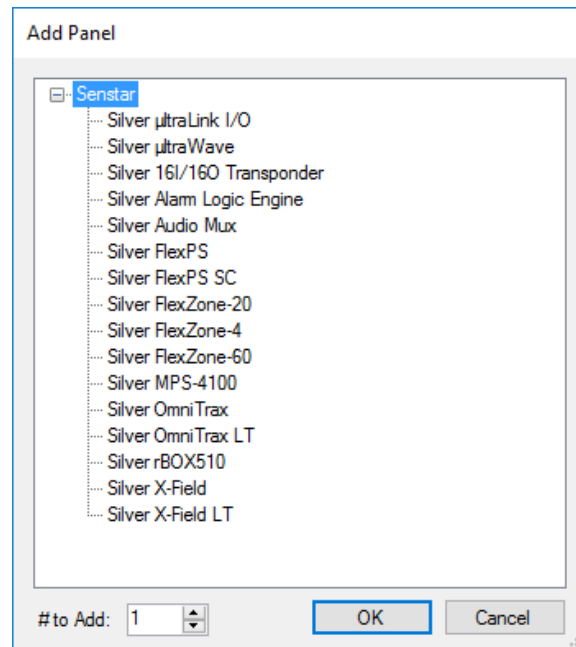 Add Panel
Senstar
Silver µltraLink I/O
Silver µltraWave
Silver 16I/16O Transponder
Silver Alarm Logic Engine
Silver Audio Mux
Silver FlexPS
Silver FlexPS SC
Silver FlexZone-20
Silver FlexZone-4
Silver FlexZone-60
Silver MPS-4100
Silver OmniTrax
Silver OmniTrax LT
Silver rBOX510
Silver X-Field
Silver X-Field LT
# to Add: 1 OK Cancel